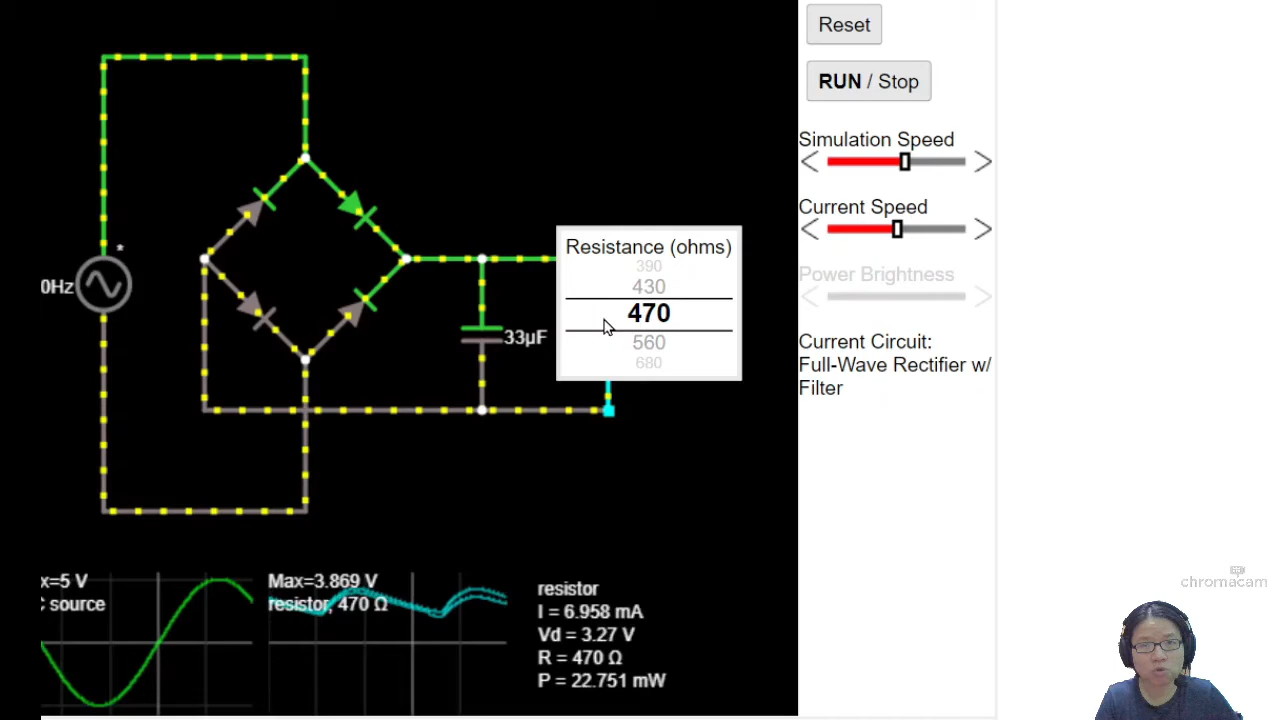 Reset
RUN / Stop
Simulation Speed
Current Speed
Power Brightness
Current Circuit:
Full-Wave Rectifier w/
Filter
*
0Hz
33µF
Resistance (ohms)
390
430
470
560
680
x=5 V
C source
Max=3.869 V
resistor, 470 Ω
resistor
I = 6.958 mA
Vd = 3.27 V
R = 470 Ω
P = 22.751 mW
chromacam